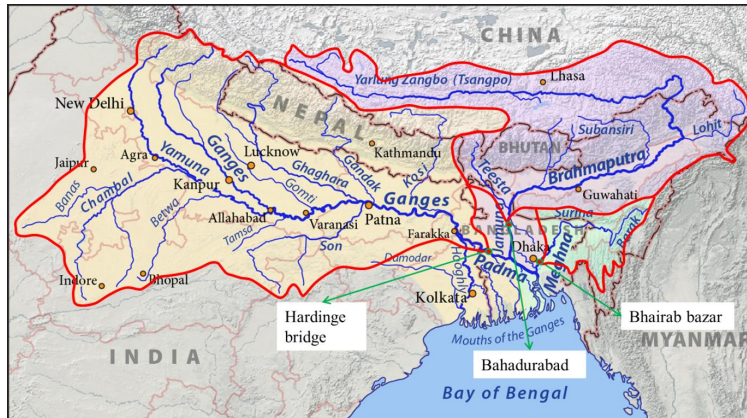 CHINA
Yarlung Zangbo (Tsangpo)
Lhasa
New Delhi
NEPAL
BHUTAN
Subansiri
Lohit
Jaipur
Agra
Yamuna
Ganges
Lucknow
Ghaghara
Gandak
Kathmandu
Kosi
Teesta
Brahmaputra
Guwahati
Banas
Chambal
Kanpur
Gomti
Betwa
Allahabad
Tamsa
Varanasi
Ganges
Patna
Son
Farakka
BANGLADESH
Surma
Barak
Dhaka
Meghna
Padma
Indore
Bhopal
Damodar
Hooghly
Kolkata
Hardinge
bridge
Bhairab bazar
Mouths of the Ganges
MYANMAR
INDIA
Bahadurabad
Bay of Bengal